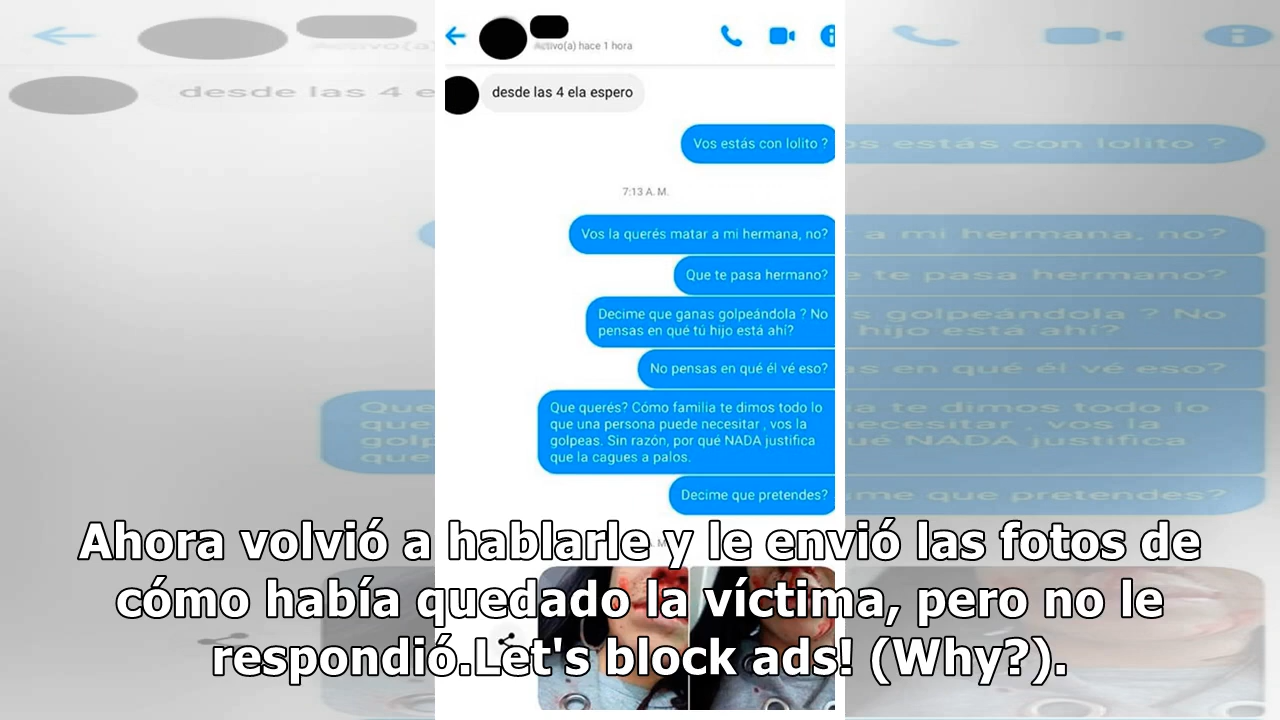 Activo(a) hace 1 hora
desde las 4 ela espero
Vos estás con lolito ?
7:13 A. M.
Vos la querés matar a mi hermana, no?
Que te pasa hermano?
Decime que ganas golpeándola ? No
pensas en qué tú hijo está ahí?
No pensas en qué él vé eso?
Que querés? Cómo familia te dimos todo lo
que una persona puede necesitar , vos la
golpeas. Sin razón, por qué NADA justifica
que la cagues a palos.
Decime que pretendes?
Ahora volvió a hablarle y le envió las fotos de
cómo había quedado la víctima, pero no le
respondió.Let's block ads! (Why?).